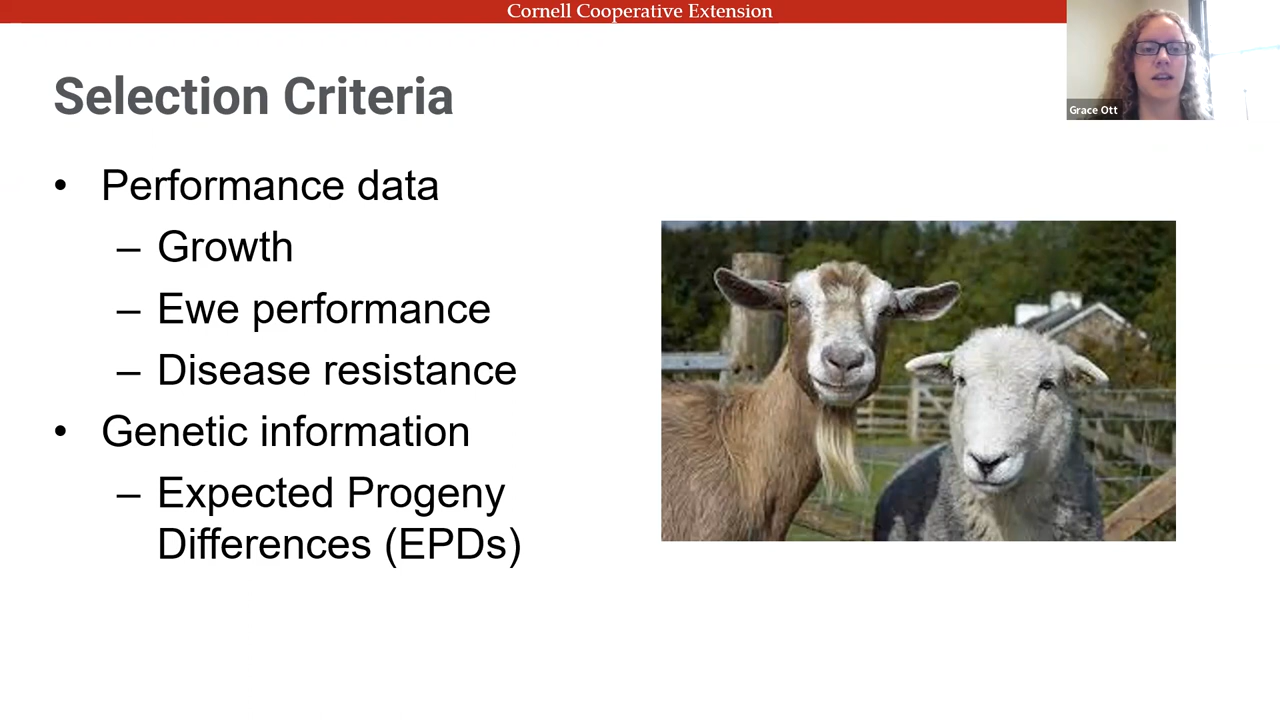 Cornell Cooperative Extension
Grace Ott
Selection Criteria
• Performance data
– Growth
– Ewe performance
– Disease resistance
• Genetic information
– Expected Progeny
Differences (EPDs)